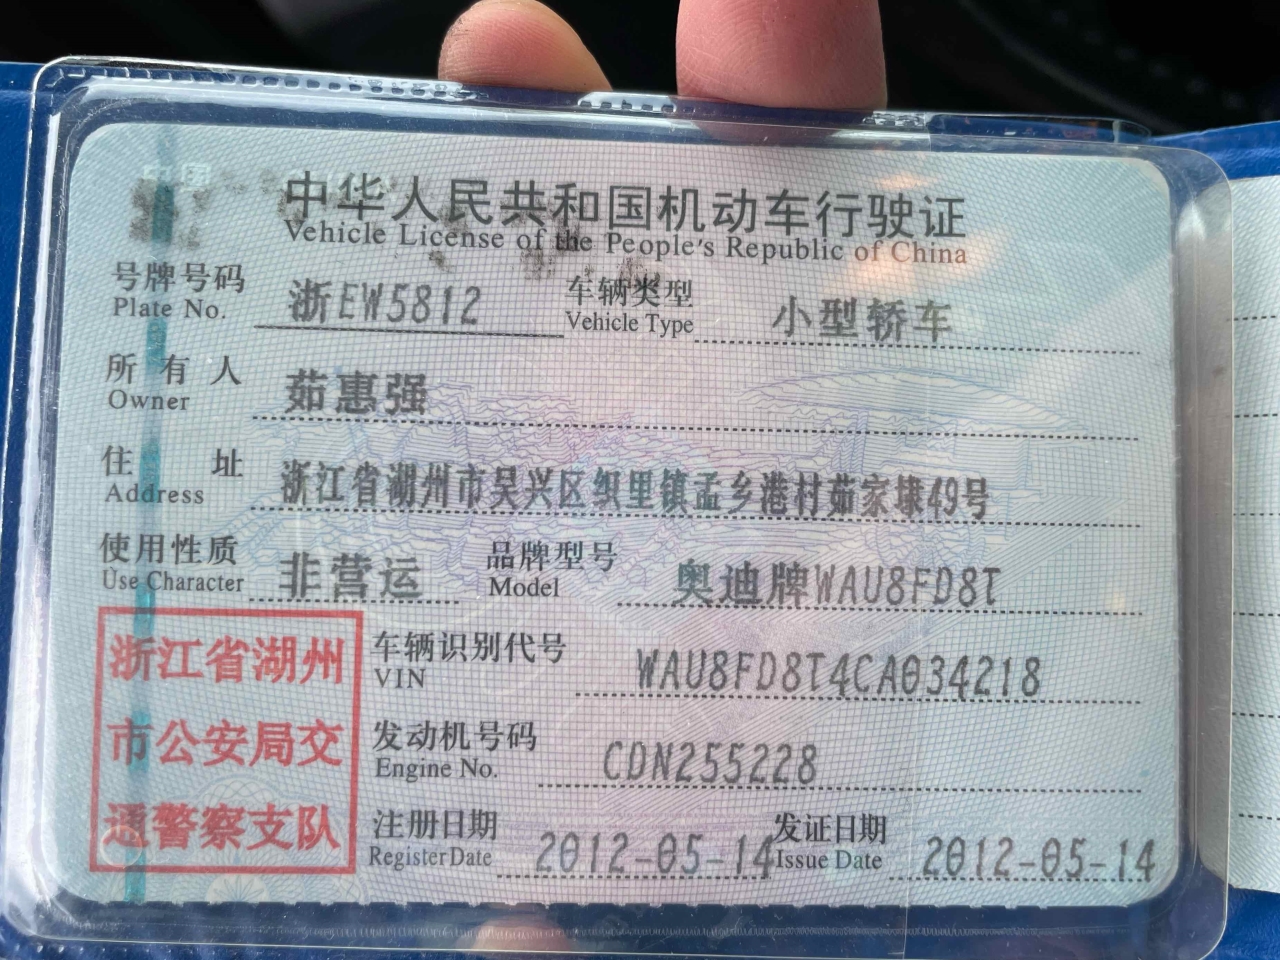 中华人民共和国机动车行驶证
Vehicle License of the People's Republic of China
号牌号码 浙EW5812 车辆类型 小型轿车
Plate No. Vehicle Type
所有人 茹惠强
Owner
住址 浙江省湖州市吴兴区织里镇孟乡港村茹家埭49号
Address
使用性质 非营运 品牌型号 奥迪牌WAU8FD8T
Use Character Model
浙江省湖州
市公安局交
通警察支队
车辆识别代号 WAU8FD8T4CA034218
VIN
发动机号码 CDN255228
Engine No.
注册日期 2012-05-14 发证日期 2012-05-14
Register Date Issue Date